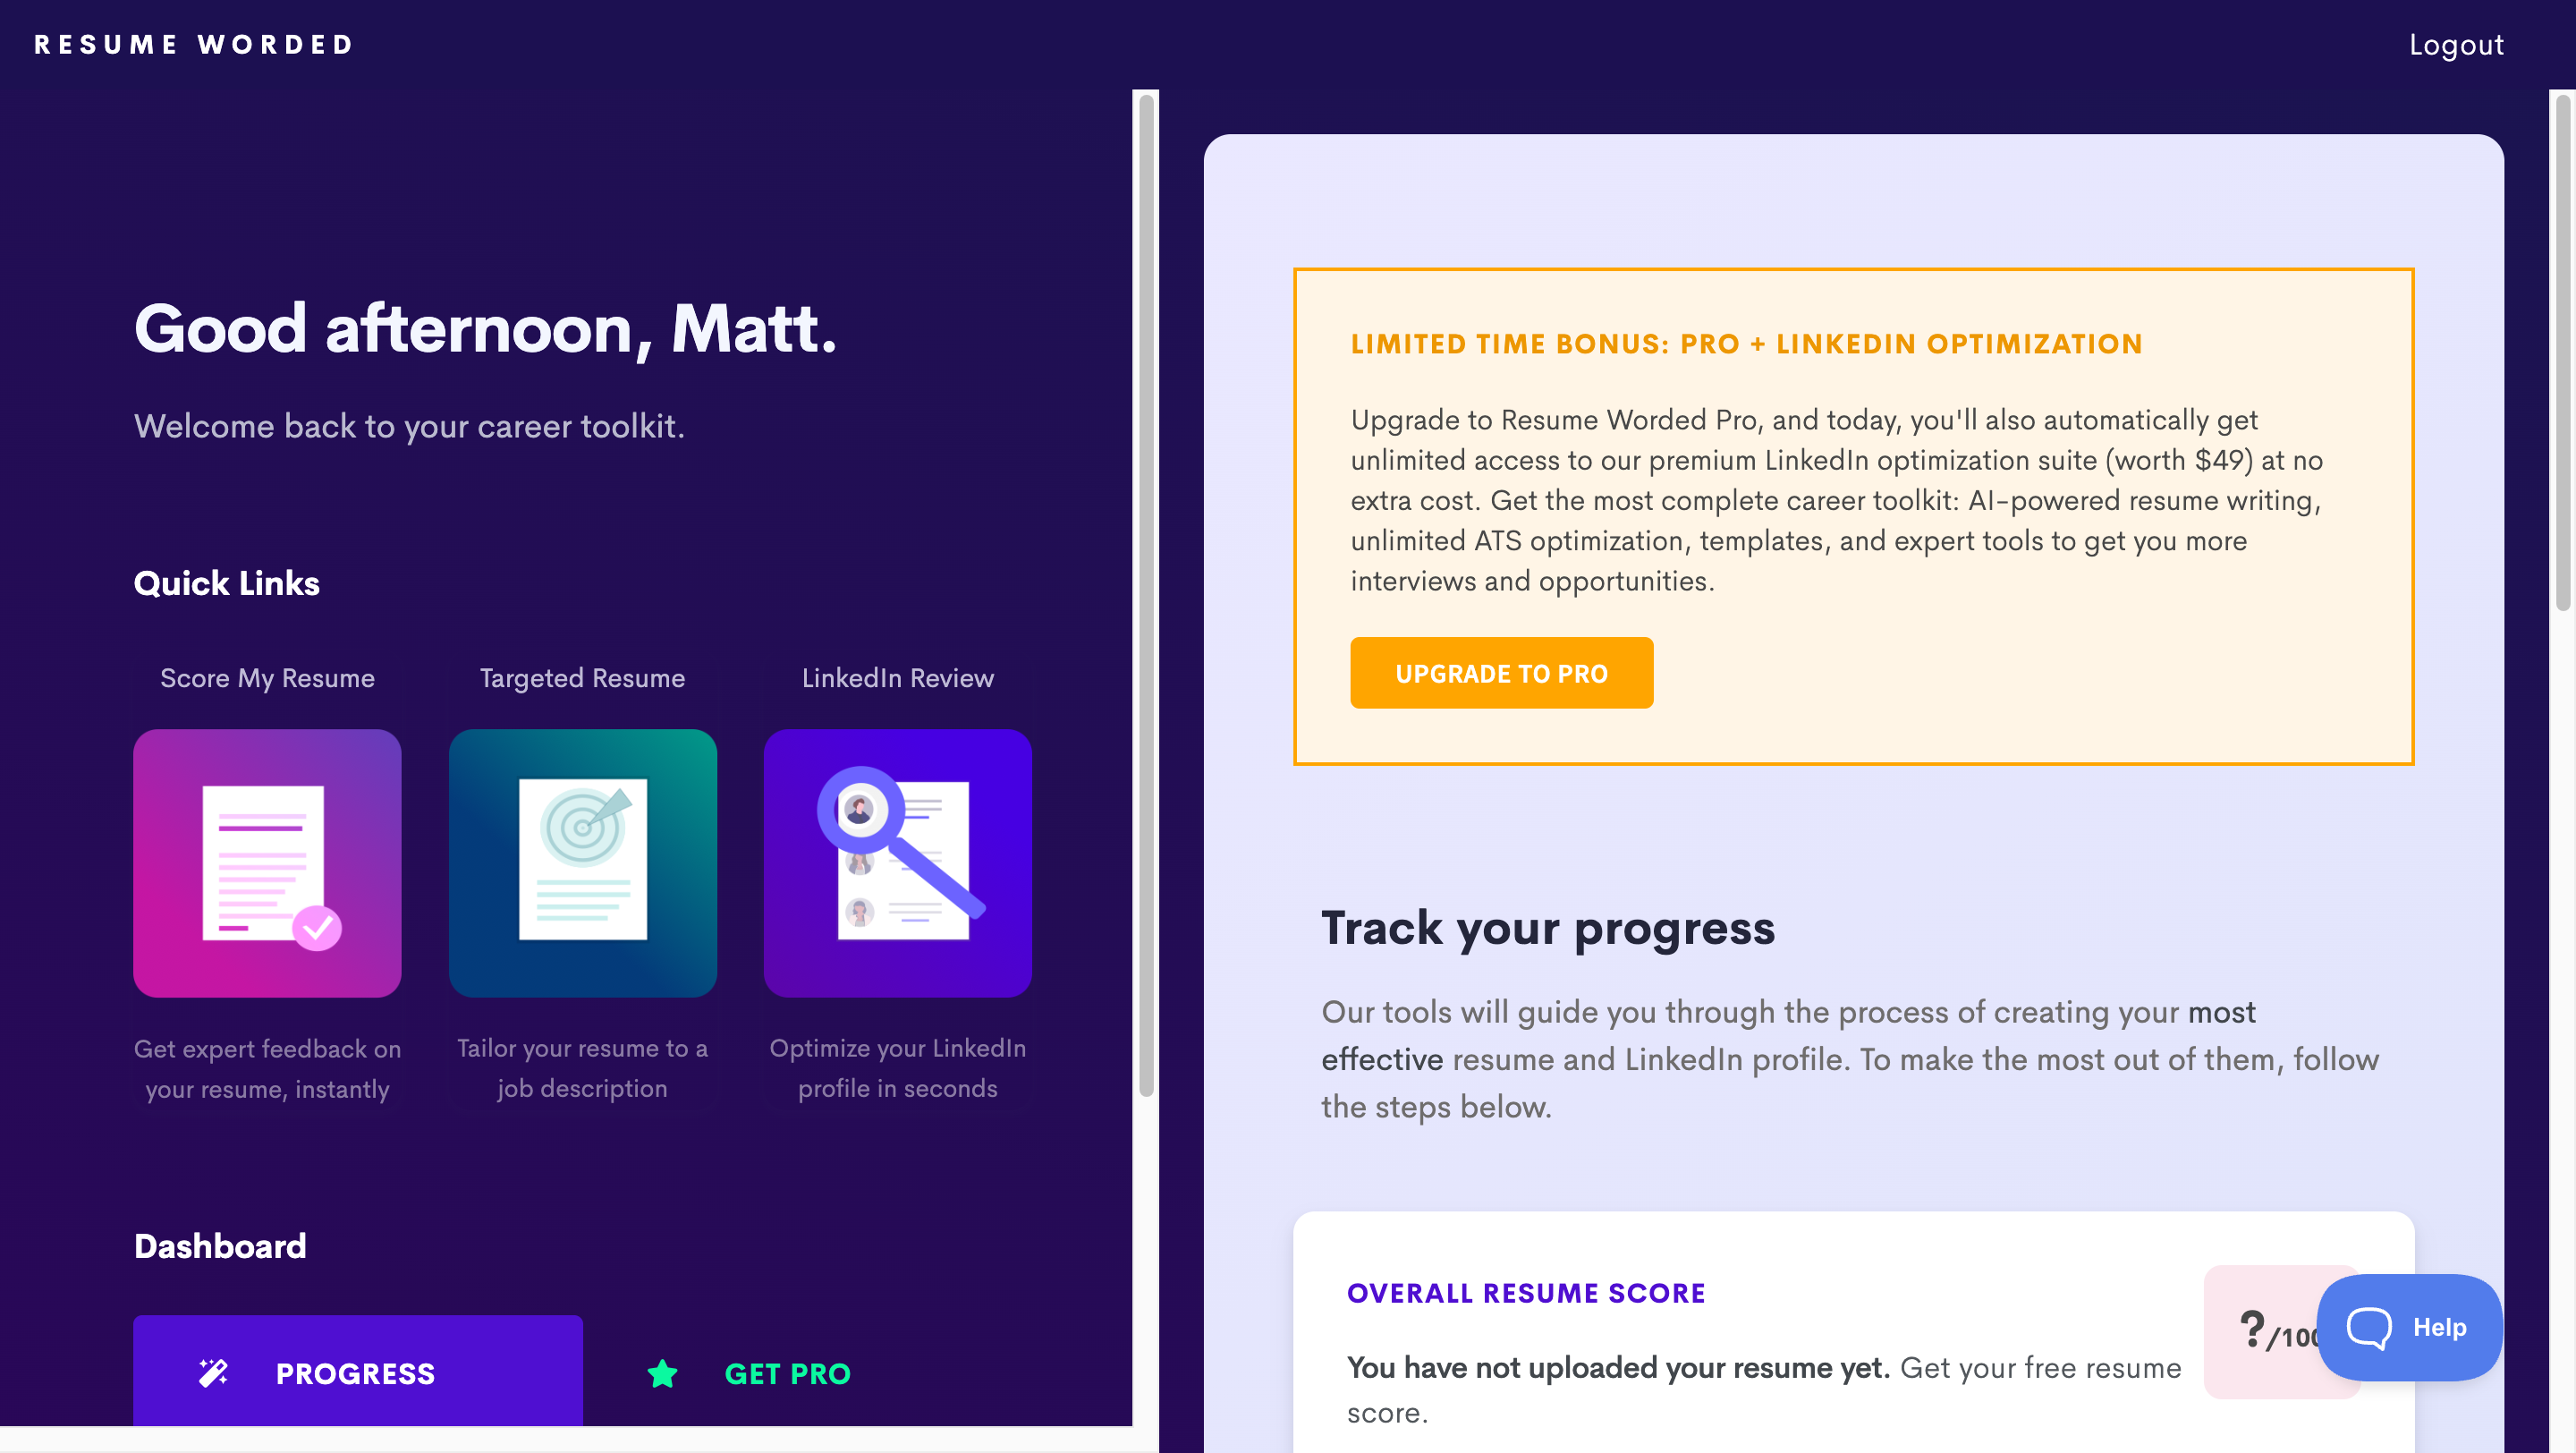 RESUME WORDED
Logout
Good afternoon, Matt.
Welcome back to your career toolkit.
Quick Links
Score My Resume
Get expert feedback on
your resume, instantly
Targeted Resume
Tailor your resume to a
job description
LinkedIn Review
Optimize your LinkedIn
profile in seconds
Dashboard
PROGRESS
GET PRO
LIMITED TIME BONUS: PRO + LINKEDIN OPTIMIZATION
Upgrade to Resume Worded Pro, and today, you'll also automatically get
unlimited access to our premium LinkedIn optimization suite (worth $49) at no
extra cost. Get the most complete career toolkit: AI-powered resume writing,
unlimited ATS optimization, templates, and expert tools to get you more
interviews and opportunities.
UPGRADE TO PRO
Track your progress
Our tools will guide you through the process of creating your most
effective resume and LinkedIn profile. To make the most out of them, follow
the steps below.
OVERALL RESUME SCORE
You have not uploaded your resume yet. Get your free resume
score.
?/100
Help